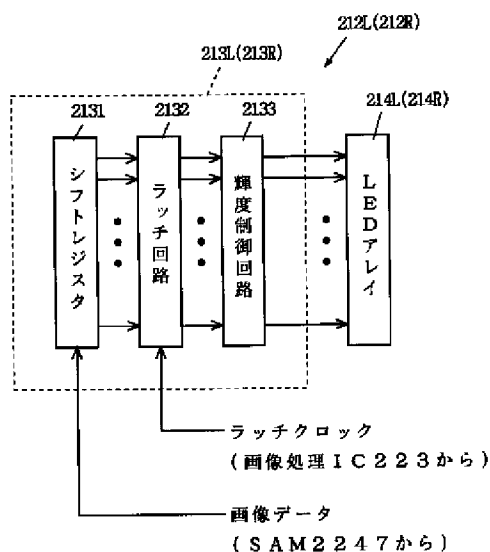 212L(212R)
213L(213R)
2131
2132
2133
214L(214R)
シフトレジスタ
ラッチ回路
輝度制御回路
LEDアレイ
ラッチクロック
(画像処理IC223から)
画像データ
(SAM2247から)